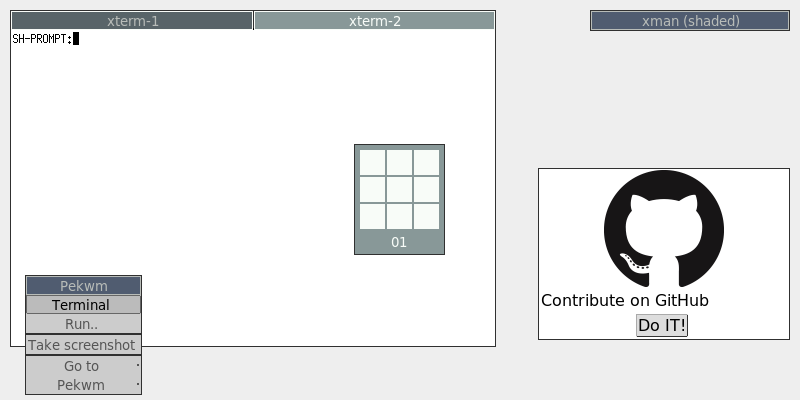 xterm-1
xterm-2
xman (shaded)
SH-PROMPT:
01
Pekwm
Terminal
Run..
Take screenshot
Go to
Pekwm
Contribute on GitHub
Do IT!